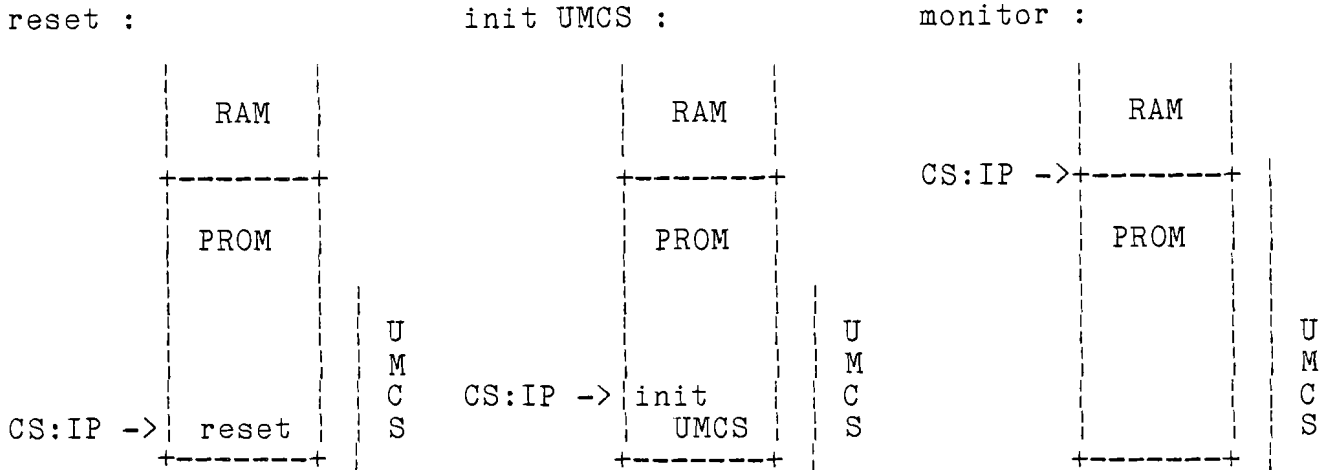 reset : init UMCS : monitor :
RAM RAM RAM
CS:IP ->
PROM PROM PROM
U U U
M M M
C CS:IP -> init C C
CS:IP -> reset S UMCS S S